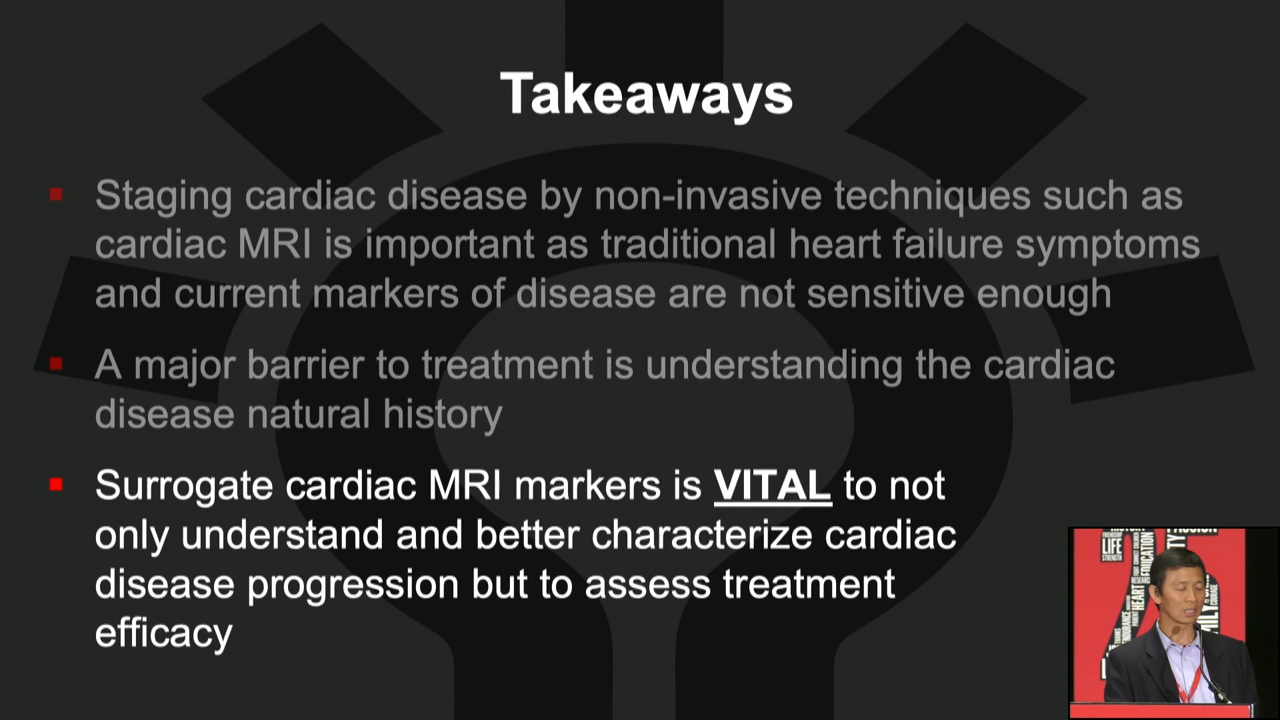 Takeaways
Staging cardiac disease by non-invasive techniques such as
cardiac MRI is important as traditional heart failure symptoms
and current markers of disease are not sensitive enough
A major barrier to treatment is understanding the cardiac
disease natural history
Surrogate cardiac MRI markers is VITAL to not
only understand and better characterize cardiac
disease progression but to assess treatment
efficacy
LIFE
HEART
EDUCATION